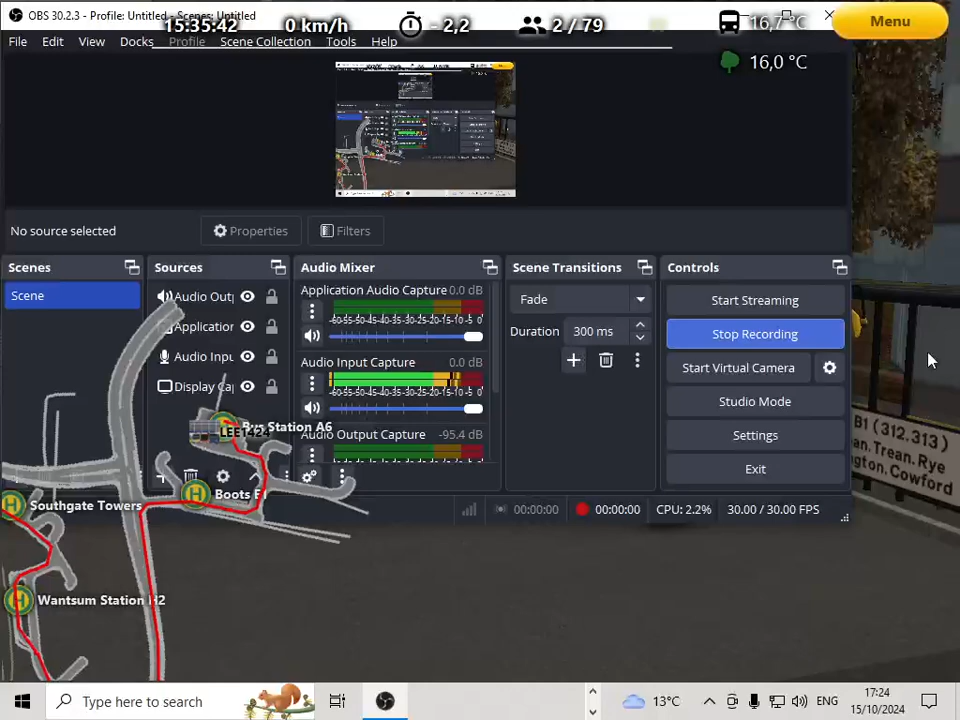 OBS 30.2.3 - Profile: Untitled - Scenes: Untitled
15:35:42
0 km/h
- 2,2
2 / 79
16,7 °C
Menu
File Edit View Docks Profile Scene Collection Tools Help
16,0 °C
No source selected
Properties
Filters
Scenes
Sources
Audio Mixer
Scene Transitions
Controls
Scene
Audio Out
Application
Audio Inpu
Display Ca
Application Audio Capture 0.0 dB
-60 -55 -50 -45 -40 -35 -30 -25 -20 -15 -10 -5 0
Audio Input Capture 0.0 dB
-60 -55 -50 -45 -40 -35 -30 -25 -20 -15 -10 -5 0
Audio Output Capture -95.4 dB
Fade
Duration 300 ms
Start Streaming
Stop Recording
Start Virtual Camera
Studio Mode
Settings
Exit
Bus Station A6
LEE1424
Boots
Southgate Towers
Wantsum Station H2
B1 (312.313)
Trean. Rye
Cowford
00:00:00
00:00:00
CPU: 2.2%
30.00 / 30.00 FPS
Type here to search
13°C
ENG
17:24
15/10/2024